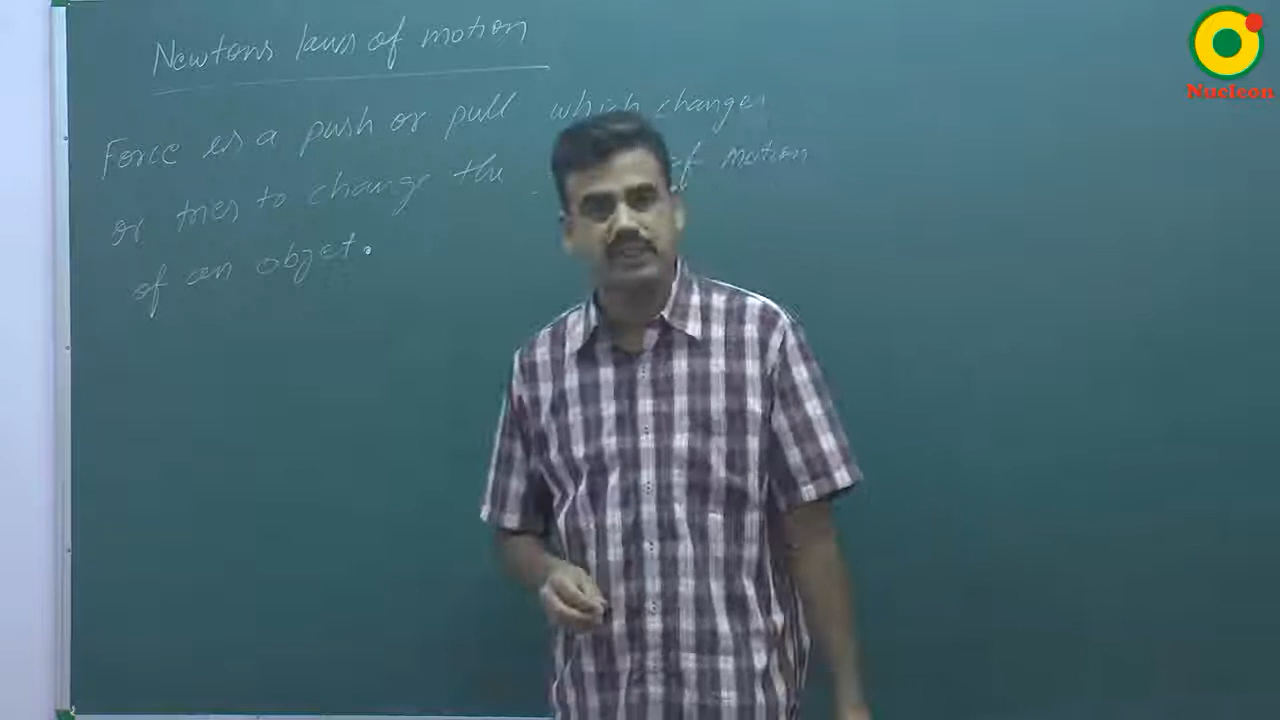 Newtons laws of motion
Force is a push or pull which changes
or tries to change the of motion
of an object.
Nucleon